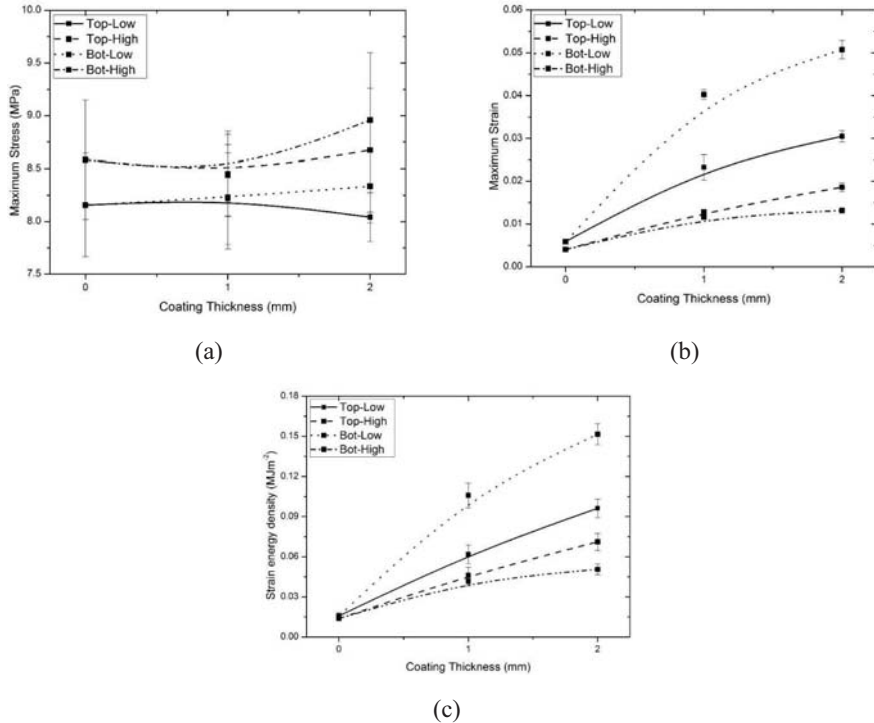 10.0
9.5
9.0
8.5
8.0
7.5
Maximum Stress (MPa)
Top-Low
Top-High
Bot-Low
Bot-High
0
1
2
Coating Thickness (mm)
(a)
0.06
0.05
0.04
0.03
0.02
0.01
0.00
Maximum Strain
Top-Low
Top-High
Bot-Low
Bot-High
0
1
2
Coating Thickness (mm)
(b)
0.18
0.15
0.12
0.09
0.06
0.03
0.00
Strain energy density (MJm⁻²)
Top-Low
Top-High
Bot-Low
Bot-High
0
1
2
Coating Thickness (mm)
(c)